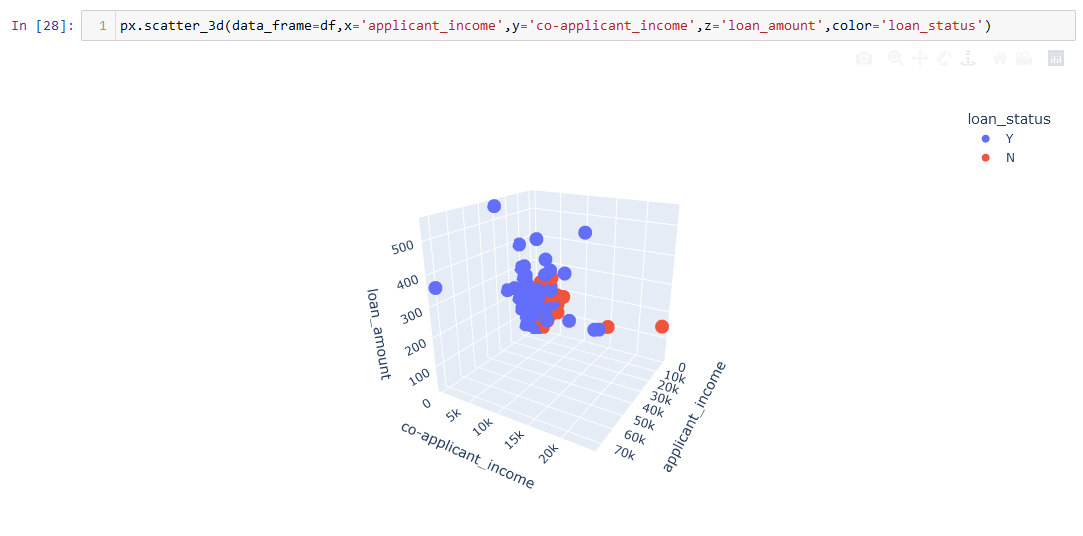 In [28]: 1 px.scatter_3d(data_frame=df,x='applicant_income',y='co-applicant_income',z='loan_amount',color='loan_status')
loan_status
Y
N
500
400
300
200
100
0
loan_amount
5k
10k
15k
20k
co-applicant_income
0
10k
20k
30k
40k
50k
60k
70k
applicant_income